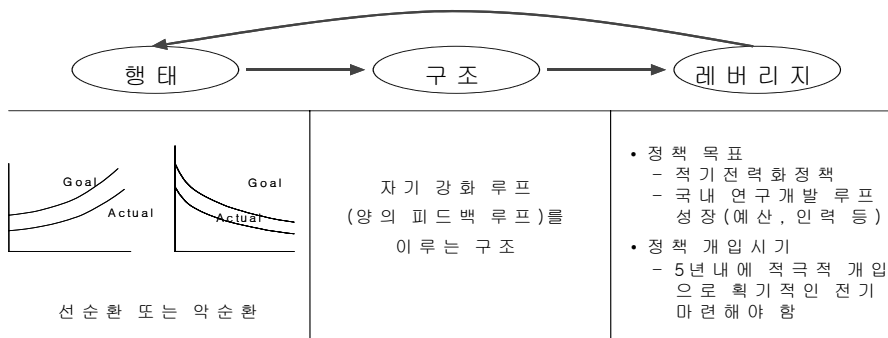 행태
구조
레버리지
Goal
Actual
Goal
Actual
선순환 또는 악순환
자기 강화 루프
(양의 피드백 루프)를
이루는 구조
• 정책 목표
– 적기전력화정책
– 국내 연구개발 루프
성장(예산, 인력 등)
• 정책 개입시기
– 5년내에 적극적 개입
으로 획기적인 전기
마련해야 함